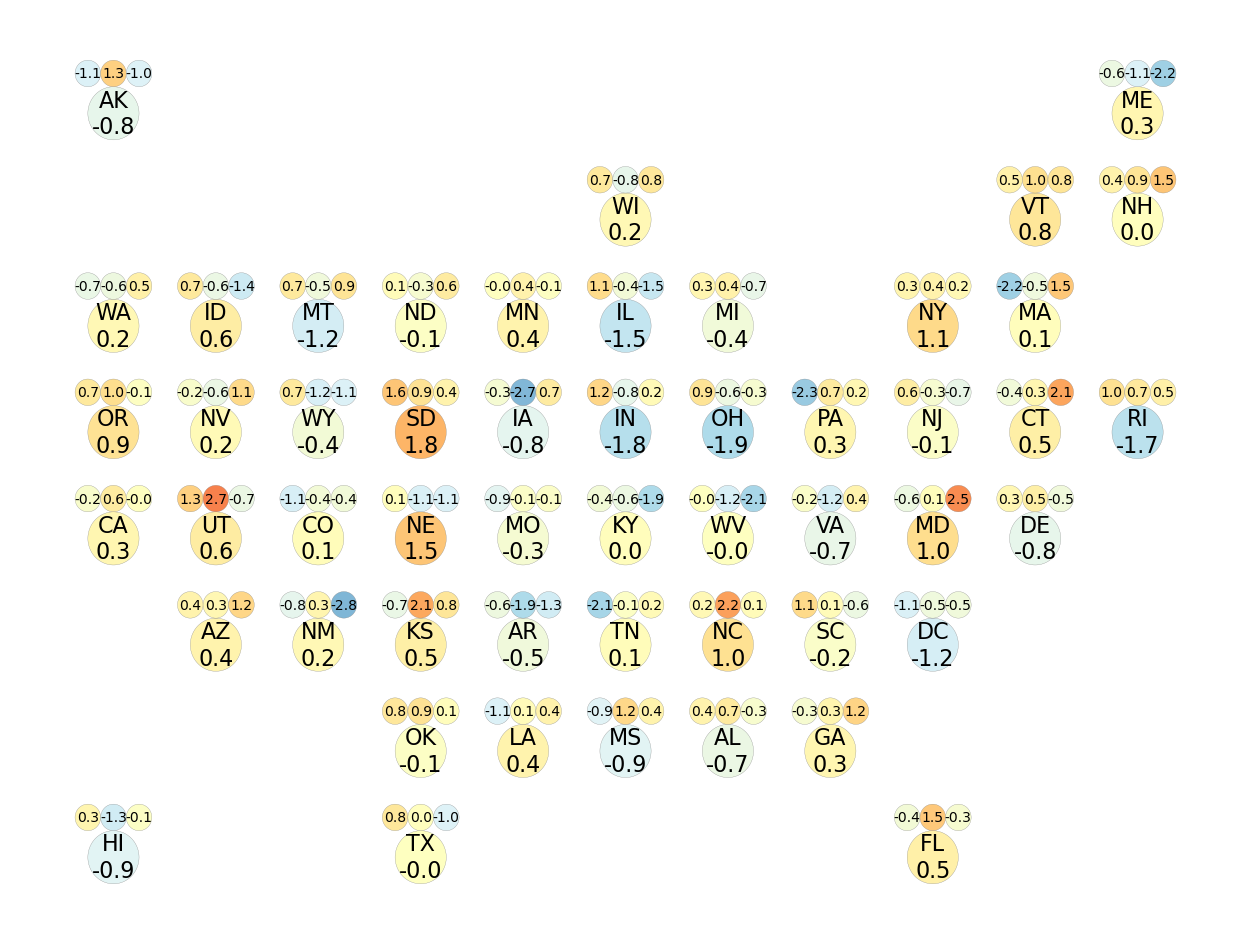 -1.1 1.3 -1.0
AK
-0.8
-0.6 -1.1 -2.2
ME
0.3
0.7 -0.8 0.8
WI
0.2
0.5 1.0 0.8
VT
0.8
0.4 0.9 1.5
NH
0.0
-0.7 -0.6 0.5
WA
0.2
0.7 -0.6 -1.4
ID
0.6
0.7 -0.5 0.9
MT
-1.2
0.1 -0.3 0.6
ND
-0.1
-0.0 0.4 -0.1
MN
0.4
1.1 -0.4 -1.5
IL
-1.5
0.3 0.4 -0.7
MI
-0.4
0.3 0.4 0.2
NY
1.1
-2.2 -0.5 1.5
MA
0.1
0.7 1.0 -0.1
OR
0.9
-0.2 -0.6 1.1
NV
0.2
0.7 -1.2 -1.1
WY
-0.4
1.6 0.9 0.4
SD
1.8
-0.3 -2.7 0.7
IA
-0.8
1.2 -0.8 0.2
IN
-1.8
0.9 -0.6 -0.3
OH
-1.9
-2.3 0.7 0.2
PA
0.3
0.6 -0.3 -0.7
NJ
-0.1
-0.4 0.3 2.1
CT
0.5
1.0 0.7 0.5
RI
-1.7
-0.2 0.6 -0.0
CA
0.3
1.3 2.7 -0.7
UT
0.6
-1.1 -0.4 -0.4
CO
0.1
0.1 -1.1 -1.1
NE
1.5
-0.9 -0.1 -0.1
MO
-0.3
-0.4 -0.6 -1.9
KY
0.0
-0.0 -1.2 -2.1
WV
-0.0
-0.2 -1.2 0.4
VA
-0.7
-0.6 0.1 2.5
MD
1.0
0.3 0.5 -0.5
DE
-0.8
0.4 0.3 1.2
AZ
0.4
-0.8 0.3 -2.8
NM
0.2
-0.7 2.1 0.8
KS
0.5
-0.6 -1.9 -1.3
AR
-0.5
-2.1 -0.1 0.2
TN
0.1
0.2 2.2 0.1
NC
1.0
1.1 0.1 -0.6
SC
-0.2
-1.1 -0.5 -0.5
DC
-1.2
0.8 0.9 0.1
OK
-0.1
-1.1 0.1 0.4
LA
0.4
-0.9 1.2 0.4
MS
-0.9
0.4 0.7 -0.3
AL
-0.7
-0.3 0.3 1.2
GA
0.3
0.3 -1.3 -0.1
HI
-0.9
0.8 0.0 -1.0
TX
-0.0
-0.4 1.5 -0.3
FL
0.5